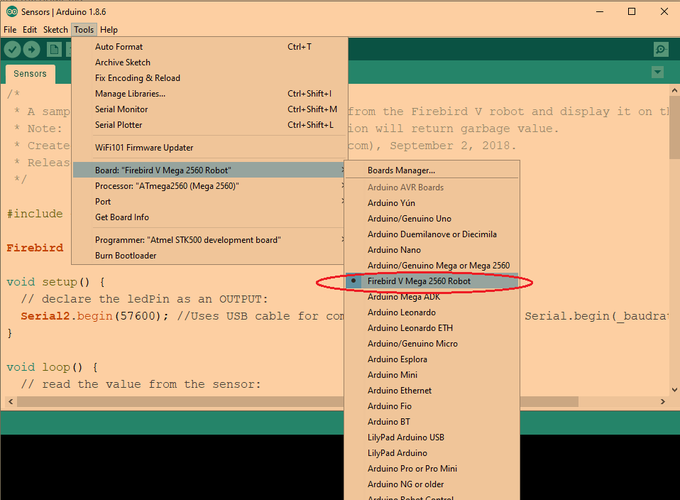 Sensors | Arduino 1.8.6
File Edit Sketch Tools Help
Sensors
Auto Format Ctrl+T
Archive Sketch
Fix Encoding & Reload
Manage Libraries... Ctrl+Shift+I
Serial Monitor Ctrl+Shift+M
Serial Plotter Ctrl+Shift+L
WiFi101 Firmware Updater
Board: "Firebird V Mega 2560 Robot"
Processor: "ATmega2560 (Mega 2560)"
Port
Get Board Info
Programmer: "Atmel STK500 development board"
Burn Bootloader
Boards Manager...
Arduino AVR Boards
Arduino Yún
Arduino/Genuino Uno
Arduino Duemilanove or Diecimila
Arduino Nano
Arduino/Genuino Mega or Mega 2560
Firebird V Mega 2560 Robot
Arduino Mega ADK
Arduino Leonardo
Arduino Leonardo ETH
Arduino/Genuino Micro
Arduino Esplora
Arduino Mini
Arduino Ethernet
Arduino Fio
Arduino BT
LilyPad Arduino USB
LilyPad Arduino
Arduino Pro or Pro Mini
Arduino NG or older
Arduino Robot Control
/*
* A samp from the Firebird V robot and display it on th
* Note: ion will return garbage value.
* Create com), September 2, 2018.
* Releas
*/
#include
Firebird
void setup() {
// declare the ledPin as an OUTPUT:
Serial2.begin(57600); //Uses USB cable for com Serial.begin(_baudrat
}
void loop() {
// read the value from the sensor: